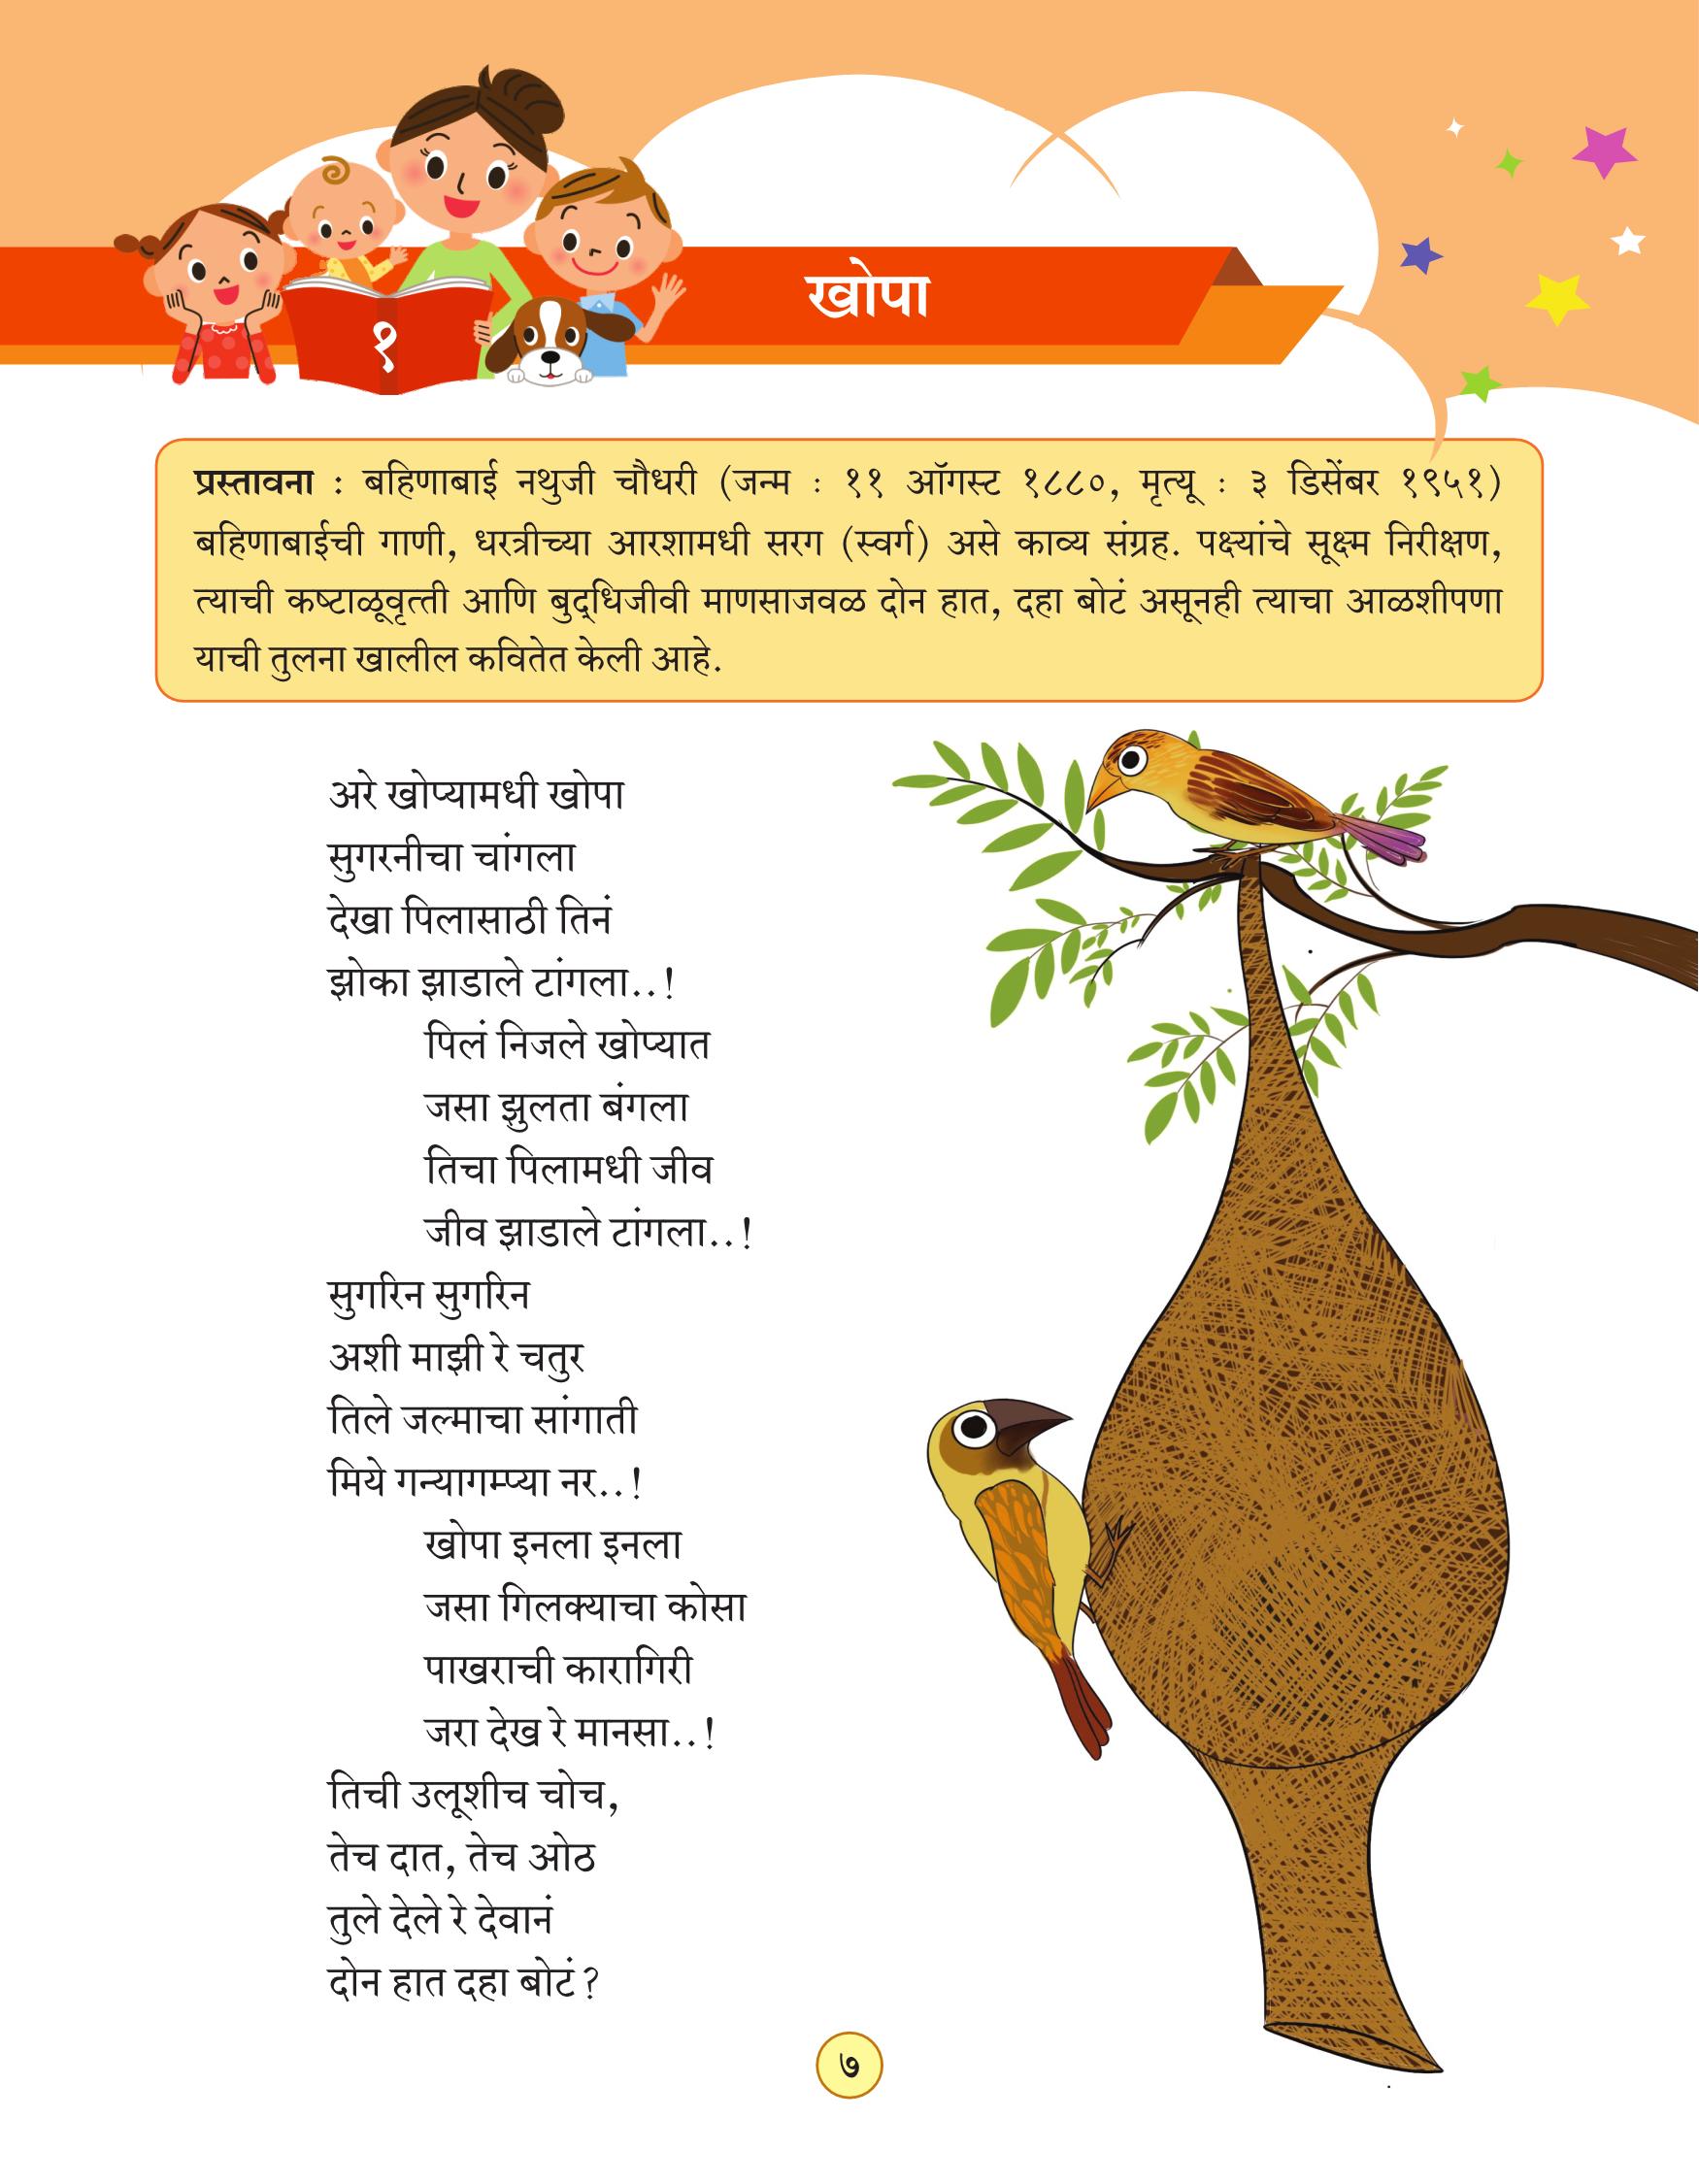 खोपा
१
प्रस्तावना : बहिणाबाई नथुजी चौधरी (जन्म : ११ ऑगस्ट १८८०, मृत्यू : ३ डिसेंबर १९५१)
बहिणाबाईची गाणी, धरत्रीच्या आरशामधी सरग (स्वर्ग) असे काव्य संग्रह. पक्ष्यांचे सूक्ष्म निरीक्षण,
त्याची कष्टाळूवृत्ती आणि बुद्धिजीवी माणसाजवळ दोन हात, दहा बोटं असूनही त्याचा आळशीपणा
याची तुलना खालील कवितेत केली आहे.
अरे खोप्यामधी खोपा
सुगरनीचा चांगला
देखा पिलासाठी तिनं
झोका झाडाले टांगला..!
पिलं निजले खोप्यात
जसा झुलता बंगला
तिचा पिलामधी जीव
जीव झाडाले टांगला..!
सुगरिन सुगरिन
अशी माझी रे चतुर
तिले जल्माचा सांगाती
मिये गन्यागम्प्या नर..!
खोपा इनला इनला
जसा गिलक्याचा कोसा
पाखराची कारागिरी
जरा देख रे मानसा..!
तिची उलूशीच चोच,
तेच दात, तेच ओठ
तुले देले रे देवानं
दोन हात दहा बोटं?
७